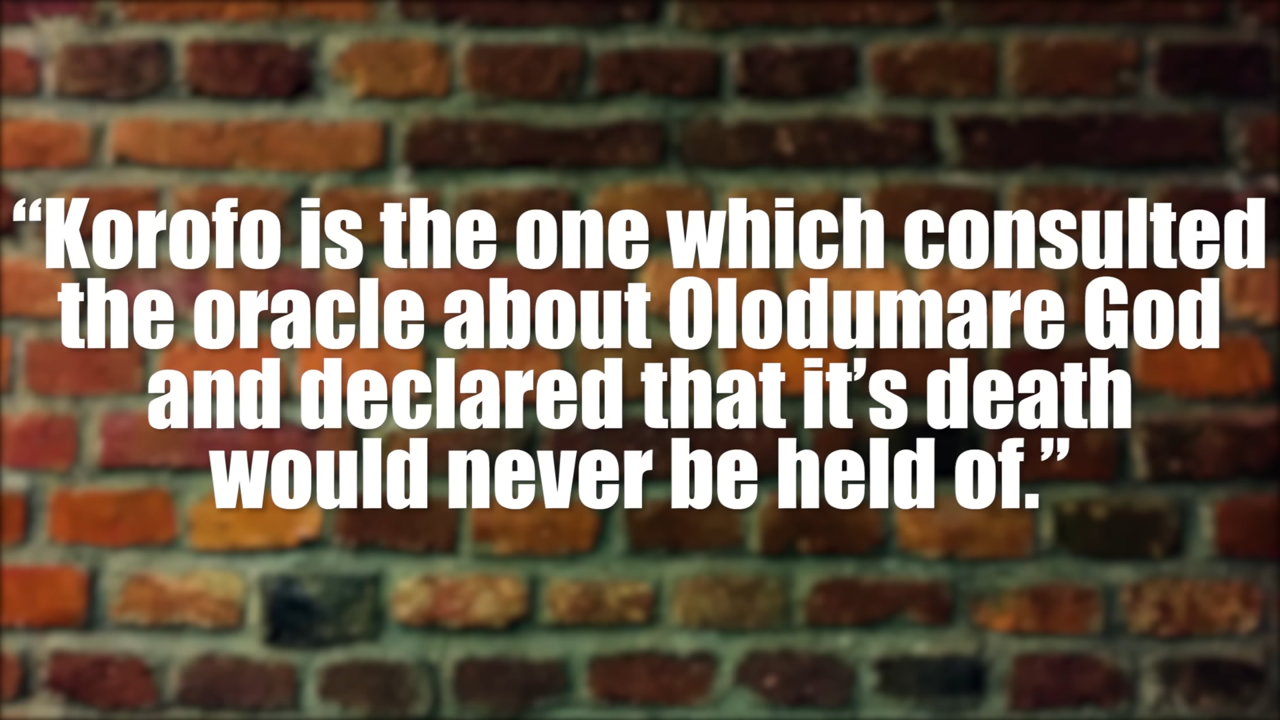 “Korofo is the one which consulted
the oracle about Olodumare God
and declared that it’s death
would never be held of.”